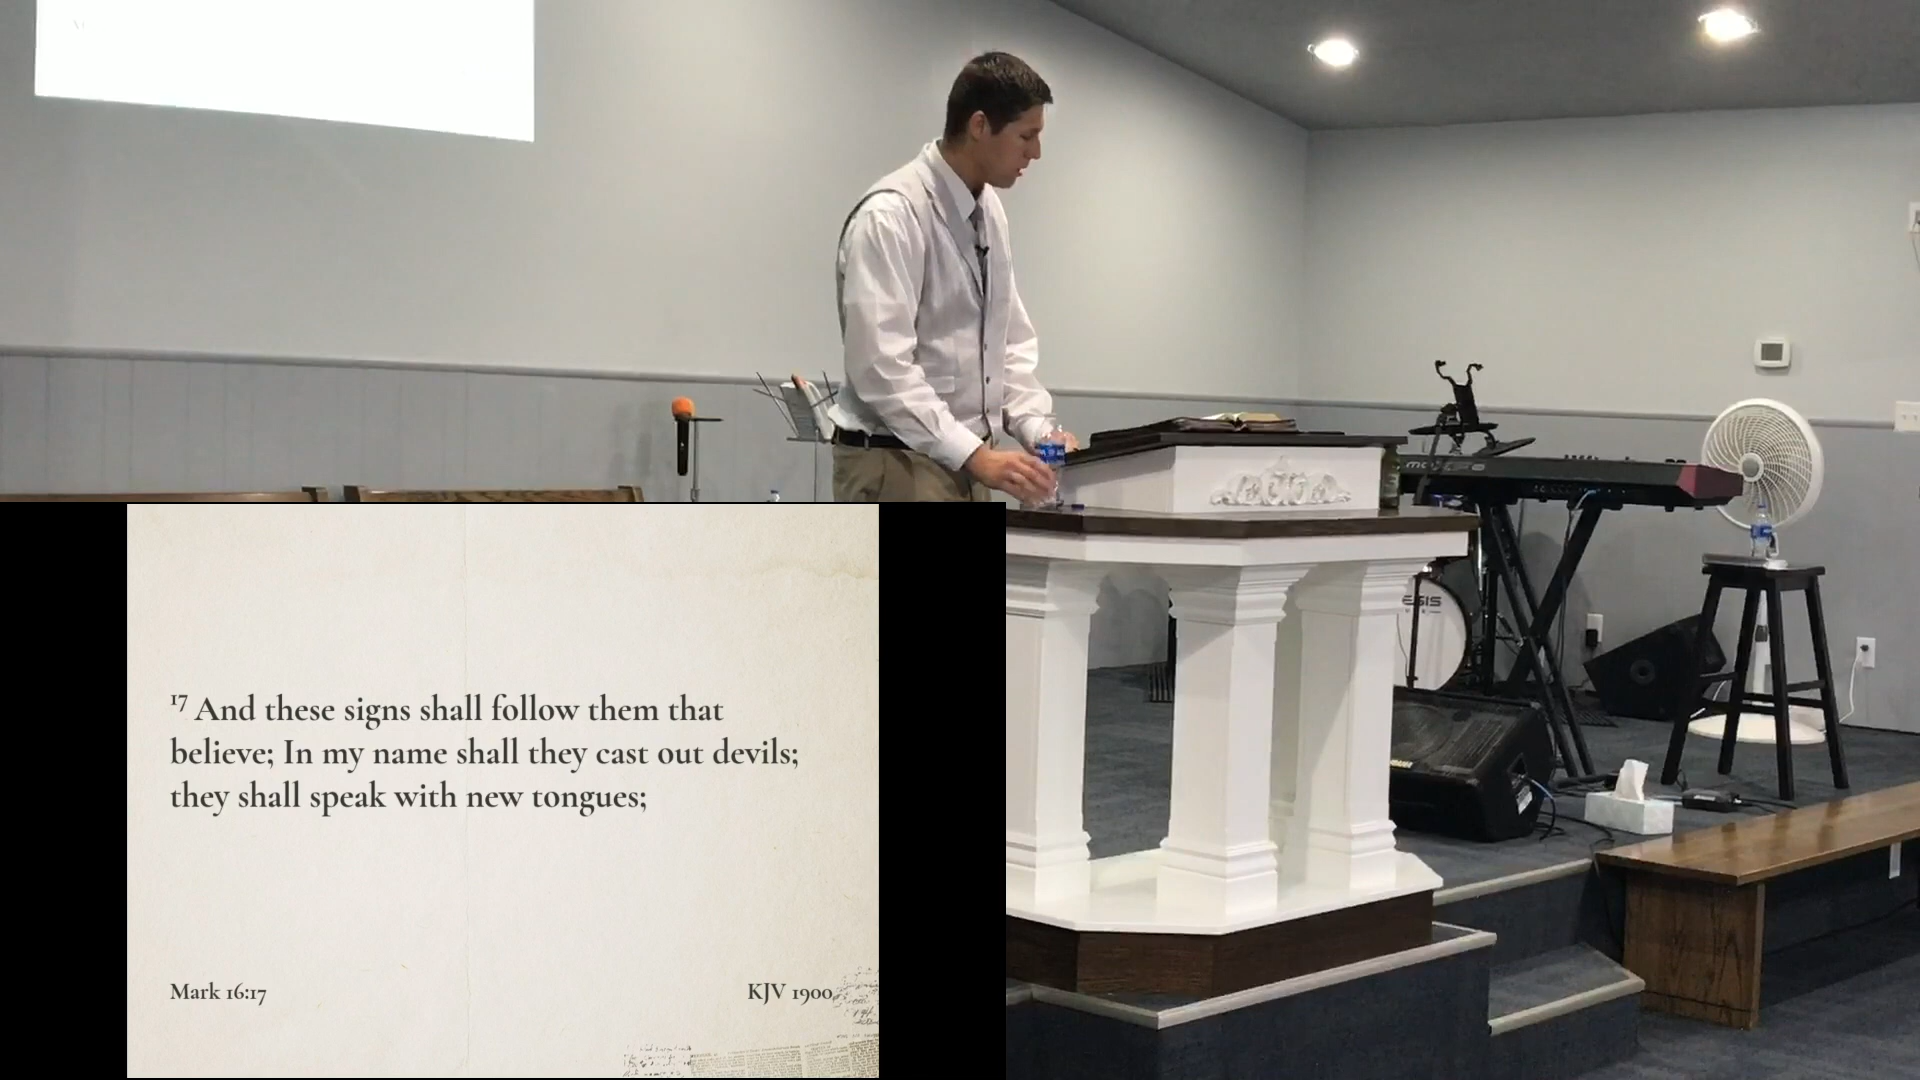 17 And these signs shall follow them that
believe; In my name shall they cast out devils;
they shall speak with new tongues;
Mark 16:17
KJV 1900
ESIS